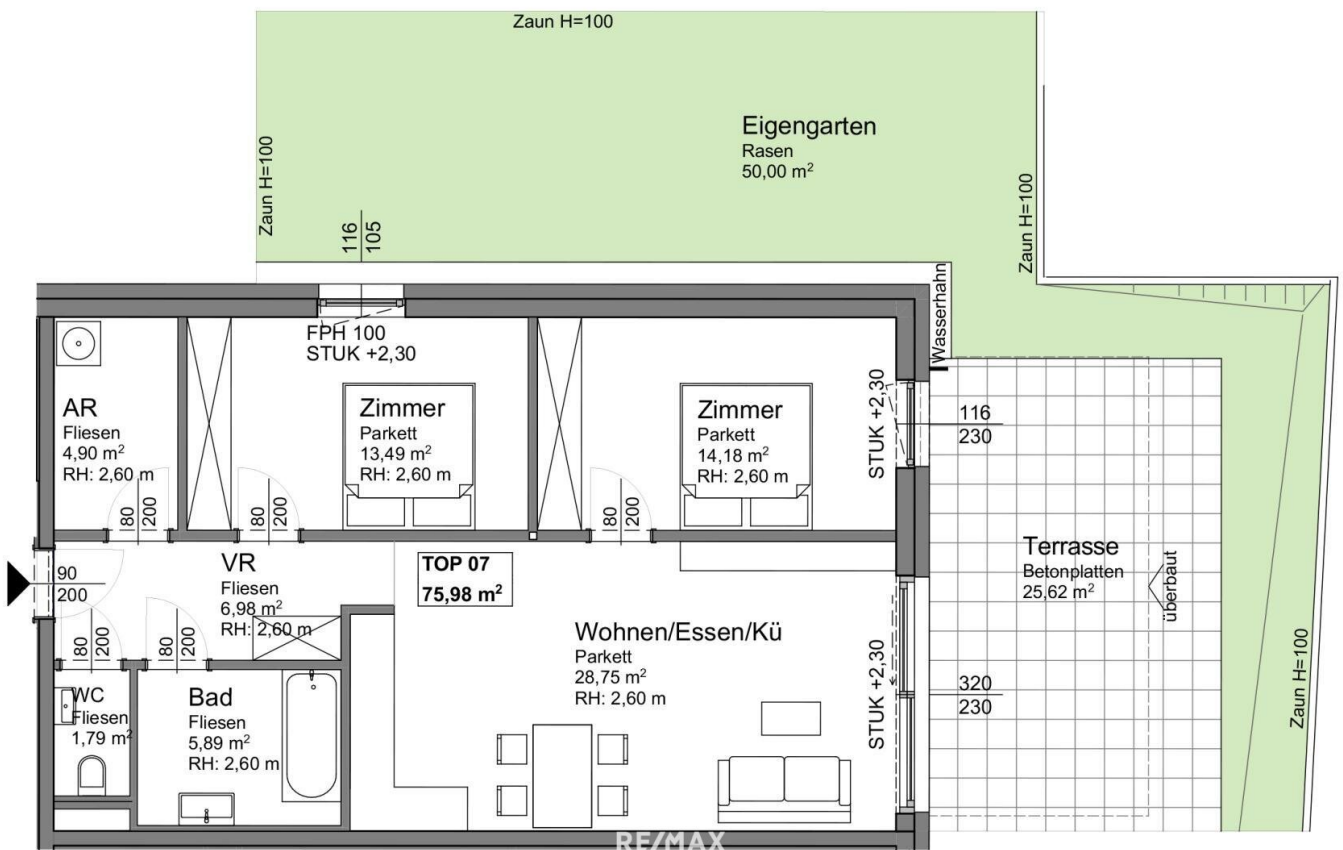 Zaun H=100
Eigengarten
Rasen
50,00 m²
Zaun H=100
116
105
Zaun H=100
Wasserhahn
FPH 100
STUK +2,30
AR
Fliesen
4,90 m²
RH: 2,60 m
Zimmer
Parkett
13,49 m²
RH: 2,60 m
Zimmer
Parkett
14,18 m²
RH: 2,60 m
STUK +2,30
116
230
80
200
80
200
80
200
90
200
VR
Fliesen
6,98 m²
RH: 2,60 m
TOP 07
75,98 m²
Terrasse
Betonplatten
25,62 m²
überbaut
80
200
80
200
Wohnen/Essen/Kü
Parkett
28,75 m²
RH: 2,60 m
STUK +2,30
320
230
Zaun H=100
WC
Fliesen
1,79 m²
Bad
Fliesen
5,89 m²
RH: 2,60 m
RE/MAX